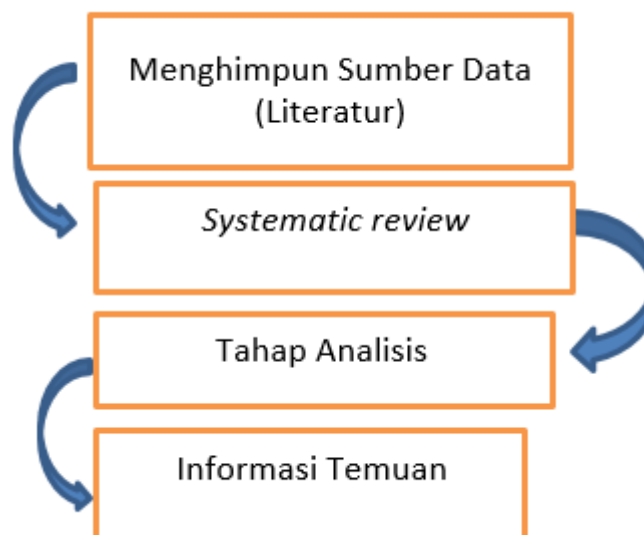 Menghimpun Sumber Data
(Literatur)
Systematic review
Tahap Analisis
Informasi Temuan